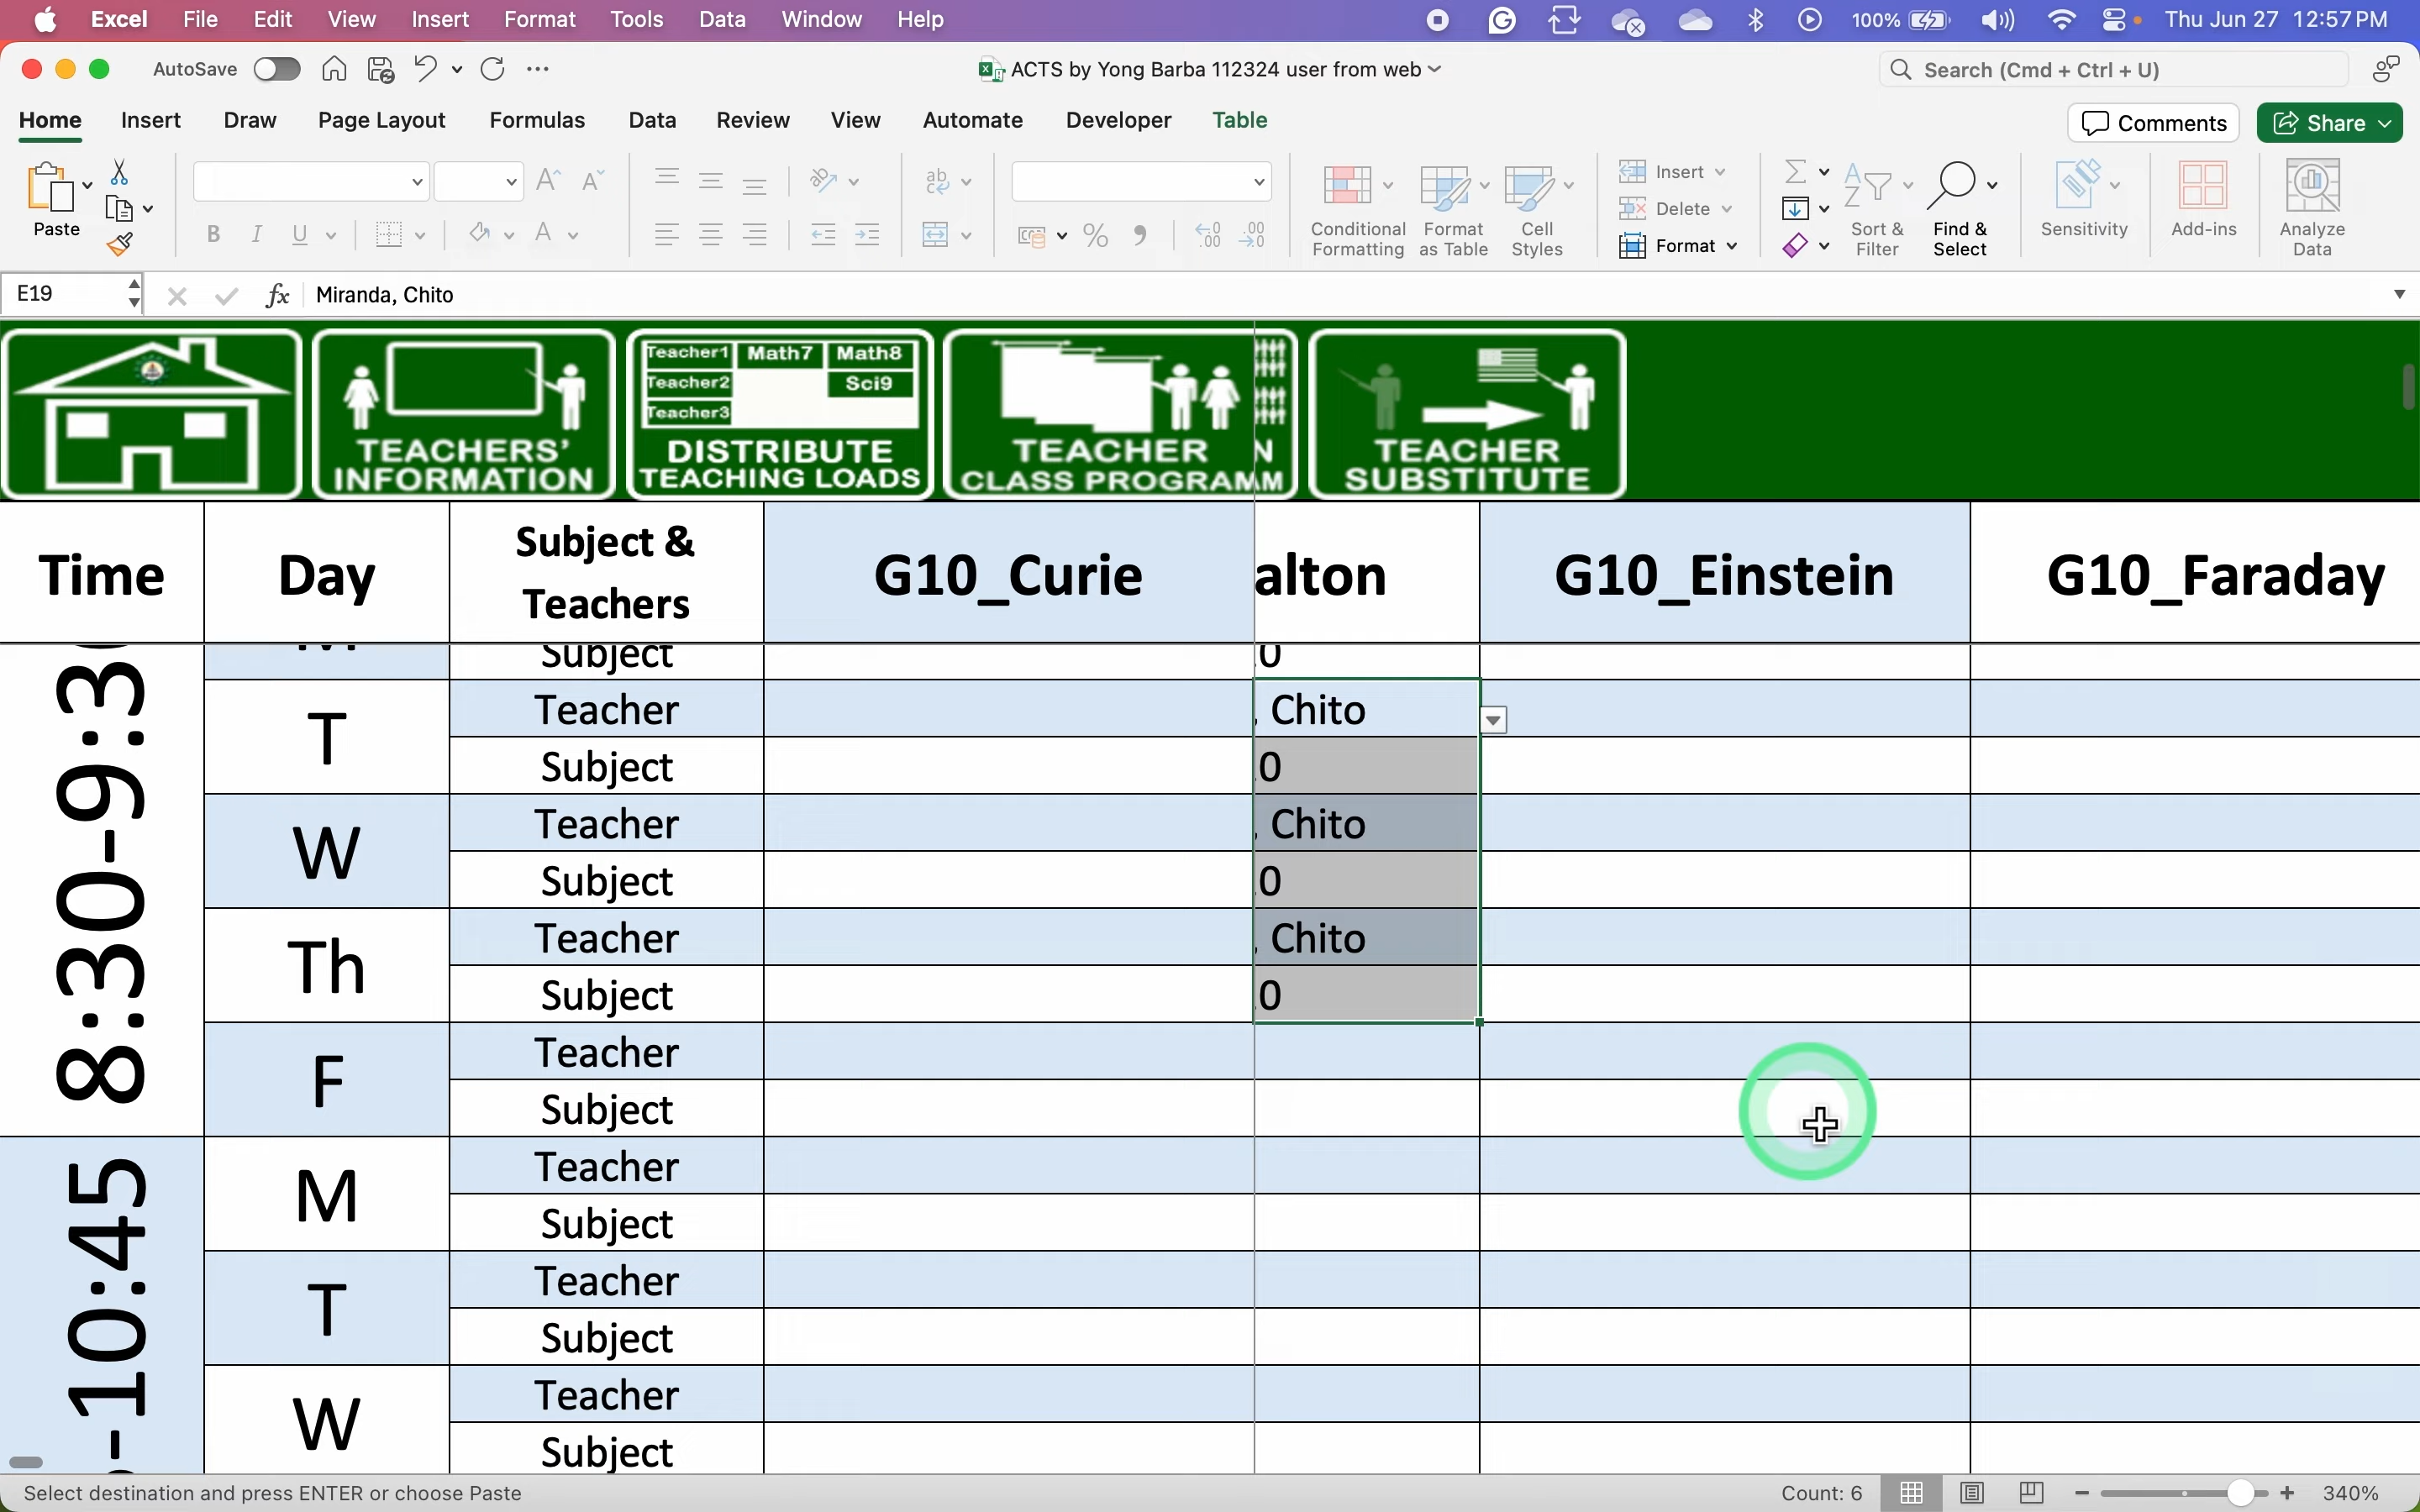 Excel File Edit View Insert Format Tools Data Window Help 100% Thu Jun 27 12:57 PM
AutoSave ACTS by Yong Barba 112324 user from web Search (Cmd + Ctrl + U)
Home Insert Draw Page Layout Formulas Data Review View Automate Developer Table Comments Share
Paste
B I U A
ab
%
Conditional Formatting
Format as Table
Cell Styles
Insert
Delete
Format
Sort & Filter
Find & Select
Sensitivity
Add-ins
Analyze Data
E19 fx Miranda, Chito
TEACHERS' INFORMATION
Teacher1 Math7 Math8
Teacher2 Sci9
Teacher3
DISTRIBUTE TEACHING LOADS
TEACHER
CLASS PROGRAM
TEACHER SUBSTITUTE
Time Day Subject & Teachers G10_Curie alton G10_Einstein G10_Faraday
M Subject .0
8:30-9:3
T Teacher , Chito
Subject .0
W Teacher , Chito
Subject .0
Th Teacher , Chito
Subject .0
F Teacher
Subject
-10:45
M Teacher
Subject
T Teacher
Subject
W Teacher
Subject
Select destination and press ENTER or choose Paste Count: 6 340%